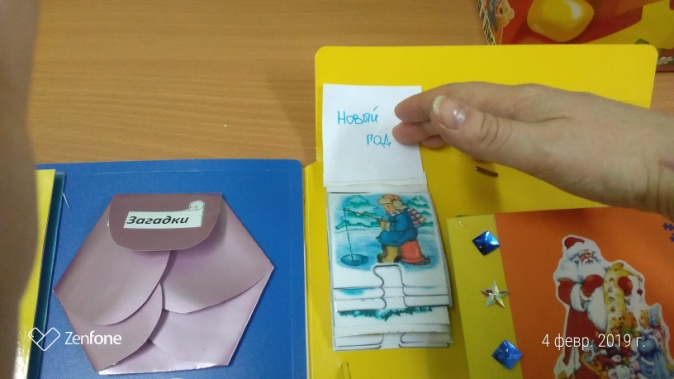 Новый
год
Загадки
Zenfone
4 февр. 2019 г.